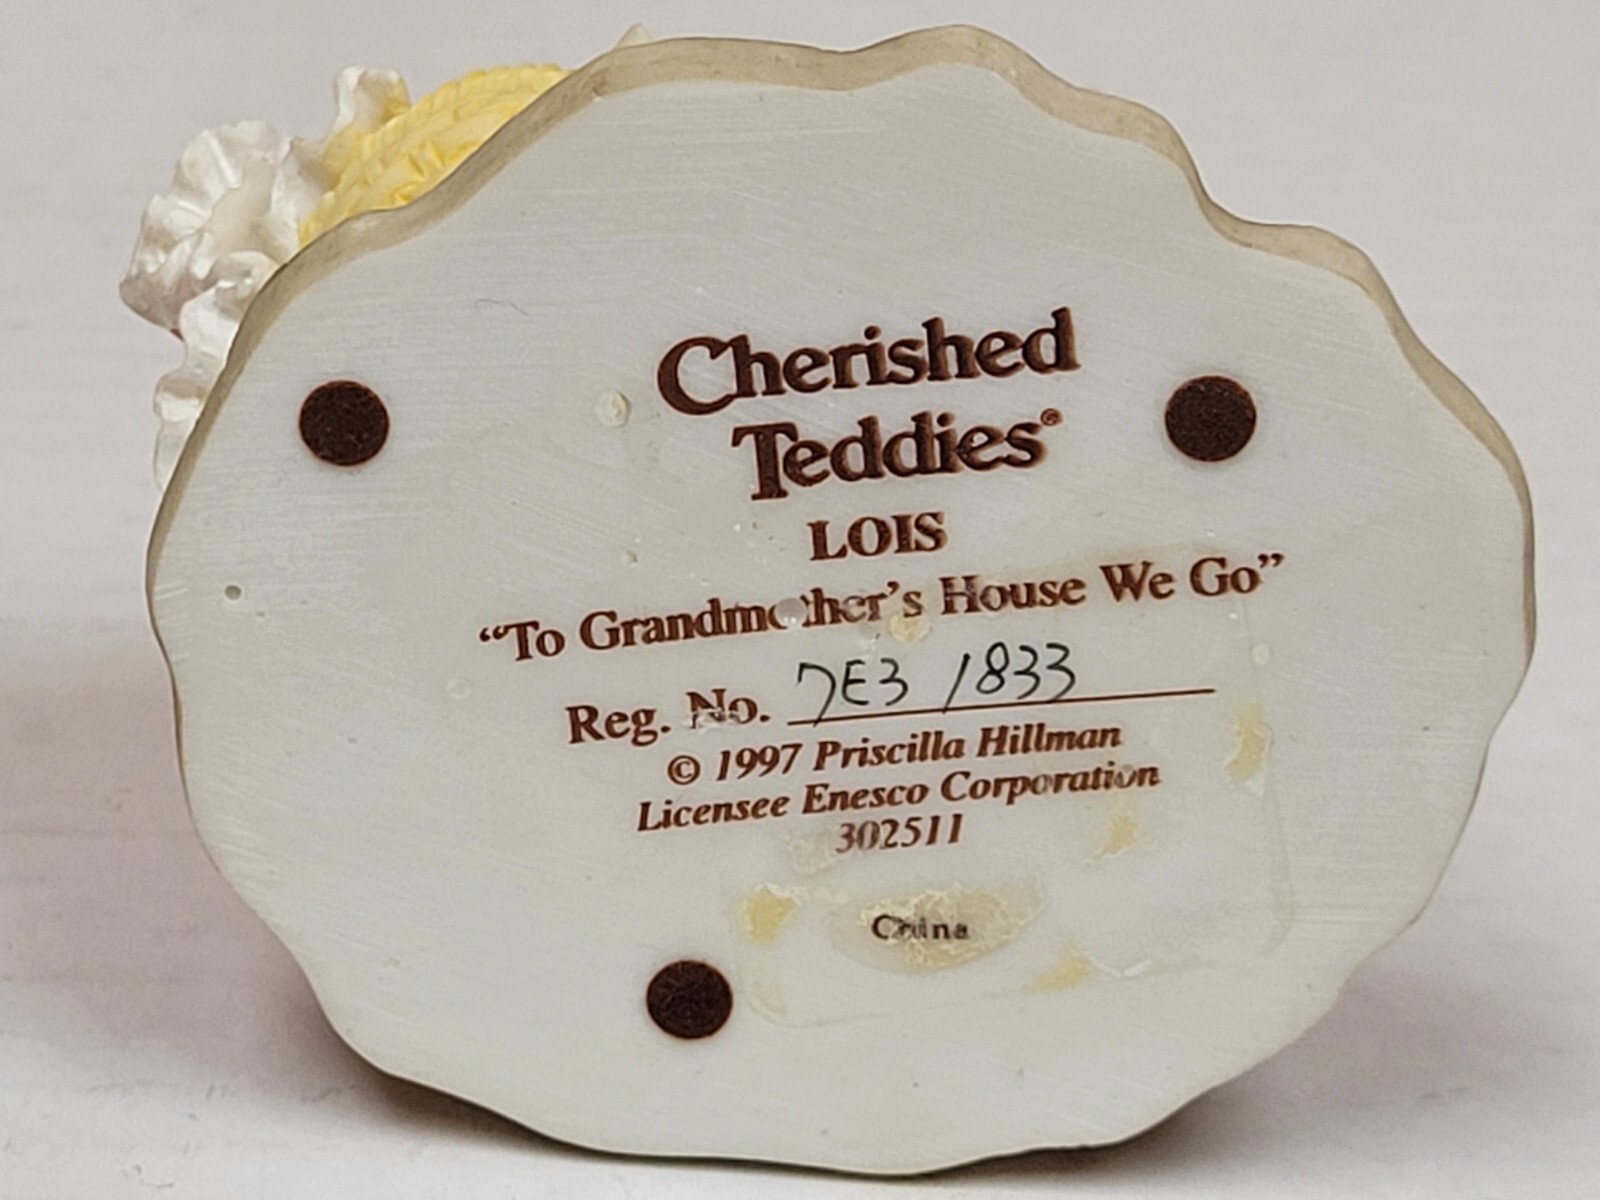 Cherished
Teddies®
LOIS
"To Grandmother's House We Go"
Reg. No. 7E3 1833
© 1997 Priscilla Hillman
Licensee Enesco Corporation
302511
China